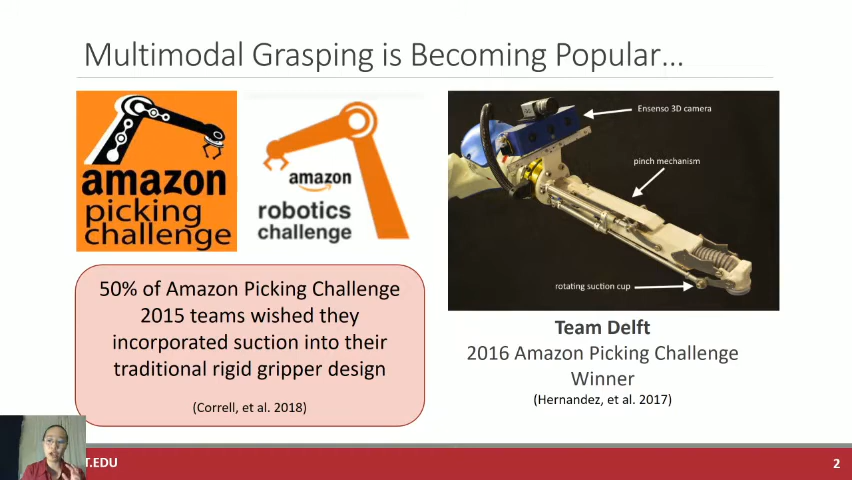 Multimodal Grasping is Becoming Popular…
amazon
picking
challenge
amazon
robotics
challenge
Ensenso 3D camera
pinch mechanism
rotating suction cup
50% of Amazon Picking Challenge
2015 teams wished they
incorporated suction into their
traditional rigid gripper design
(Correll, et al. 2018)
Team Delft
2016 Amazon Picking Challenge
Winner
(Hernandez, et al. 2017)
T.EDU
2